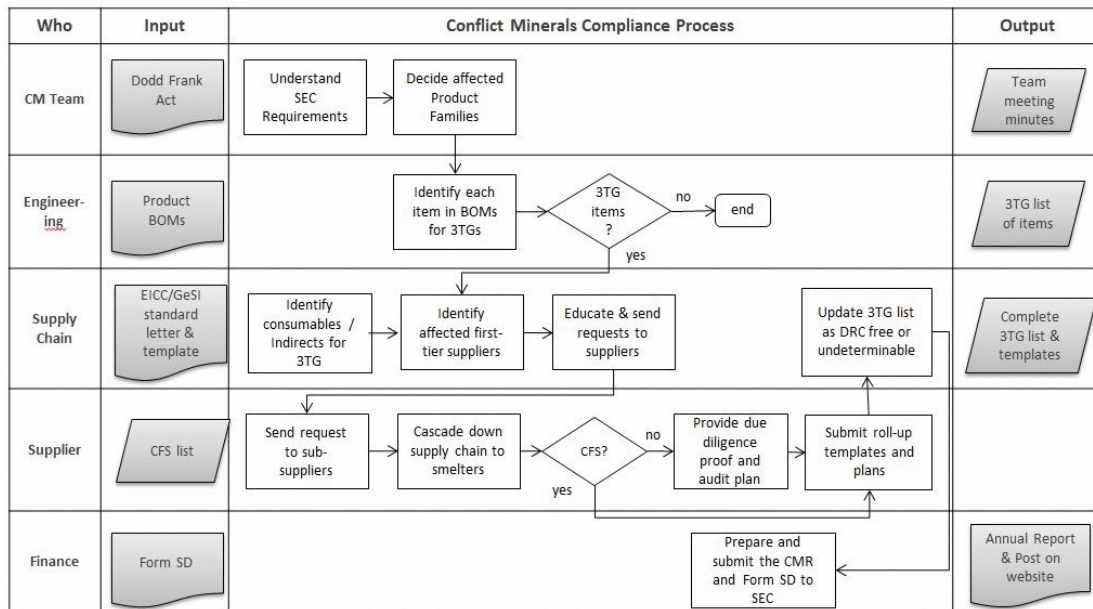 Who
Input
Conflict Minerals Compliance Process
Output
CM Team
Dodd Frank
Act
Understand
SEC
Requirements
Decide affected
Product
Families
Team
meeting
minutes
Engineer-
ing
Product
BOMs
Identify each
item in BOMs
for 3TGs
3TG
items
?
no
end
yes
3TG list
of items
Supply
Chain
EICC/GeSI
standard
letter &
template
Identify
consumables /
Indirects for
3TG
Identify
affected first-
tier suppliers
Educate & send
requests to
suppliers
Update 3TG list
as DRC free or
undeterminable
Complete
3TG list &
templates
Supplier
CFS list
Send request
to sub-
suppliers
Cascade down
supply chain to
smelters
CFS?
no
yes
Provide due
diligence
proof and
audit plan
Submit roll-up
templates and
plans
Finance
Form SD
Prepare and
submit the CMR
and Form SD to
SEC
Annual Report
& Post on
website